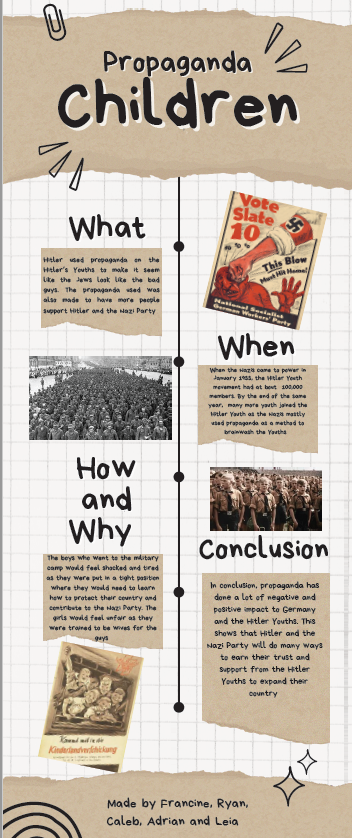 Propaganda
Children
What
Hitler used propaganda on the
Hitler's Youths to make it seem
like the Jews look like the bad
guys. The propaganda used was
also made to have more people
support Hitler and the Nazi Party
Vote
Slate
10
This Blow
Must Hit Home!
National Socialist
German Workers' Party
When
When the Nazis came to power in
January 1933, the Hitler Youth
movement had at bout 100,000
members. By the end of the same
year, many more youth joined the
Hitler Youth as the Nazis mostly
used propaganda as a method to
brainwash the Youths
How
and
Why
The boys who went to the military
camp would feel shocked and tired
as they were put in a tight position
where they would need to learn
how to protect their country and
contribute to the Nazi Party. The
girls would feel unfair as they
were trained to be wives for the
guys
Conclusion
In conclusion, propaganda has
done a lot of negative and
positive impact to Germany
and the Hitler Youths. This
shows that Hitler and the
Nazi Party will do many ways
to earn their trust and
support from the Hitler
Youths to expand their
country
Kommt mit in die
Kinderlandverschickung
Made by Francine, Ryan,
Caleb, Adrian and Leia